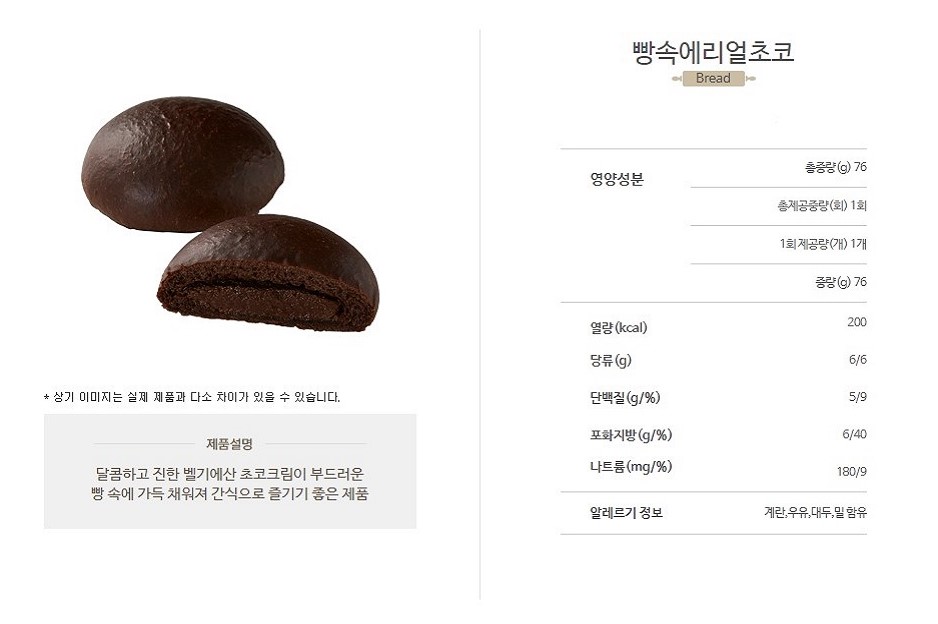 빵속에리얼초코
Bread
영양성분
총중량(g) 76
총제공중량(회) 1회
1회제공량(개) 1개
중량(g) 76
열량(kcal) 200
당류(g) 6/6
단백질(g/%) 5/9
포화지방(g/%) 6/40
나트륨(mg/%) 180/9
알레르기 정보 계란,우유,대두,밀 함유
* 상기 이미지는 실제 제품과 다소 차이가 있을 수 있습니다.
제품설명
달콤하고 진한 벨기에산 초코크림이 부드러운
빵 속에 가득 채워져 간식으로 즐기기 좋은 제품